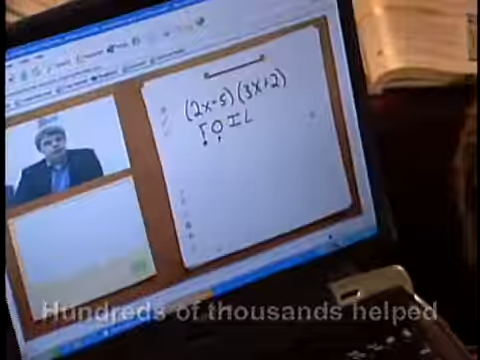 (2x-5)(3x+2)
FOIL
Hundreds of thousands helped